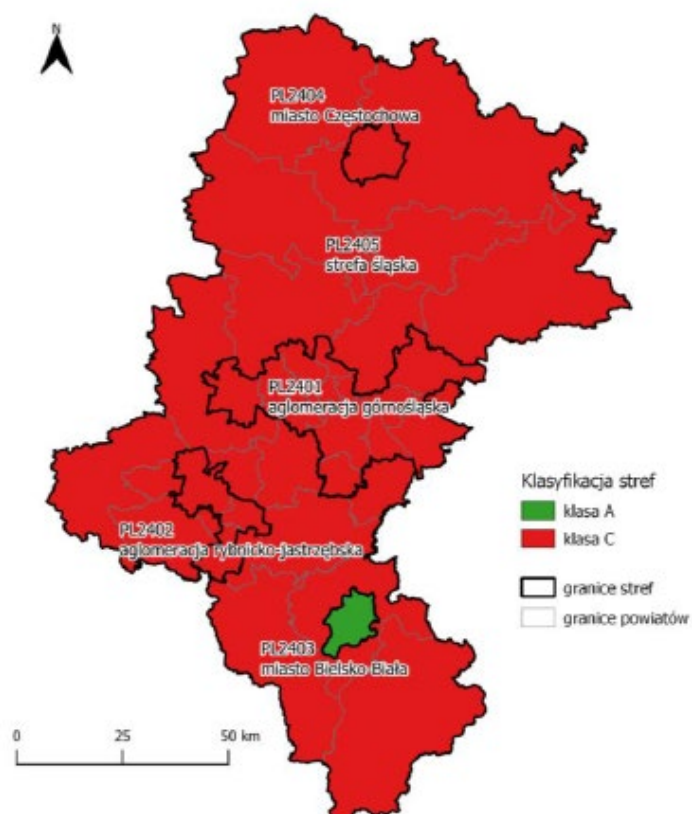 N
PL2404
miasto Częstochowa
PL2405
strefa śląska
PL2401
aglomeracja górnośląska
Klasyfikacja stref
klasa A
klasa C
PL2402
aglomeracja rybnicko-jastrzębska
granice stref
granice powiatów
PL2403
miasto Bielsko-Biała
0 25 50 km